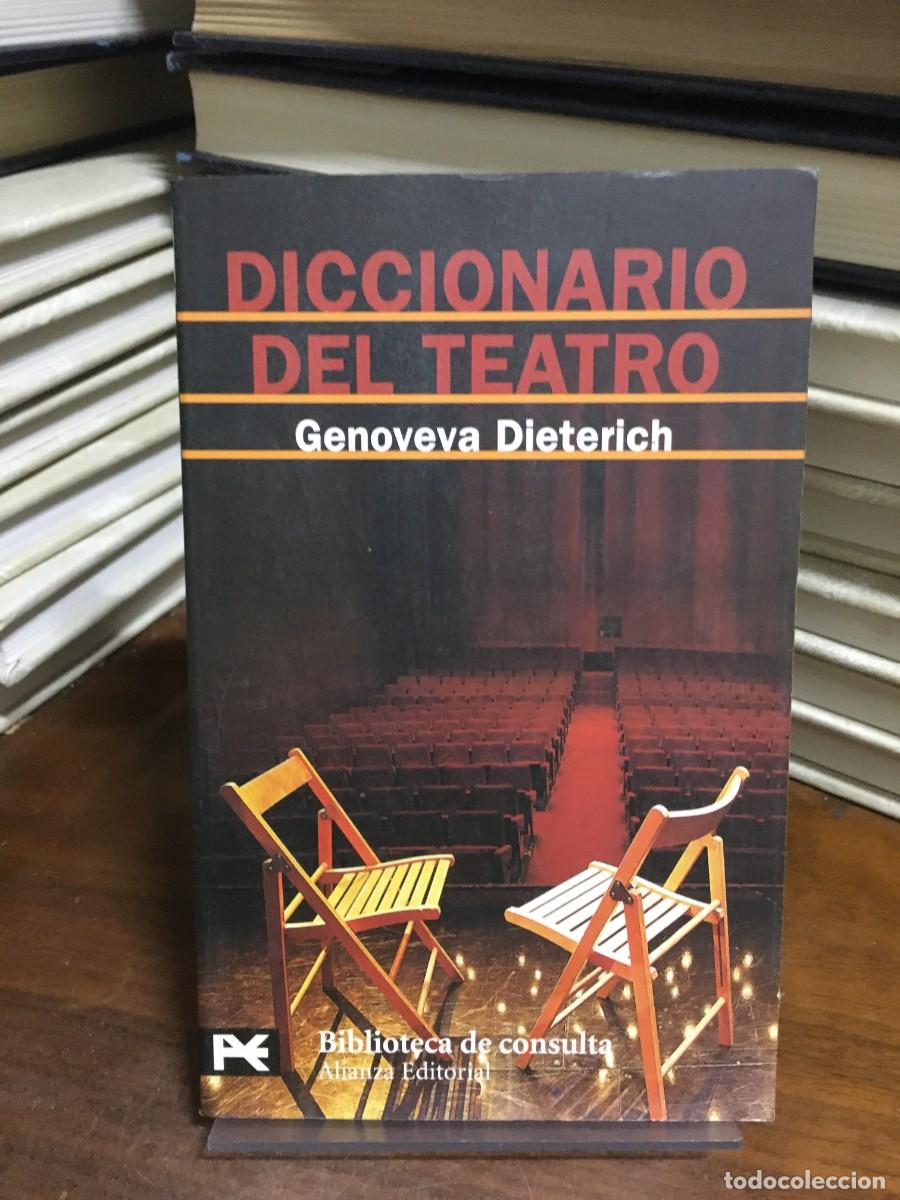 DICCIONARIO
DEL TEATRO
Genoveva Dieterich
Biblioteca de consulta
Alianza Editorial
todocoleccion